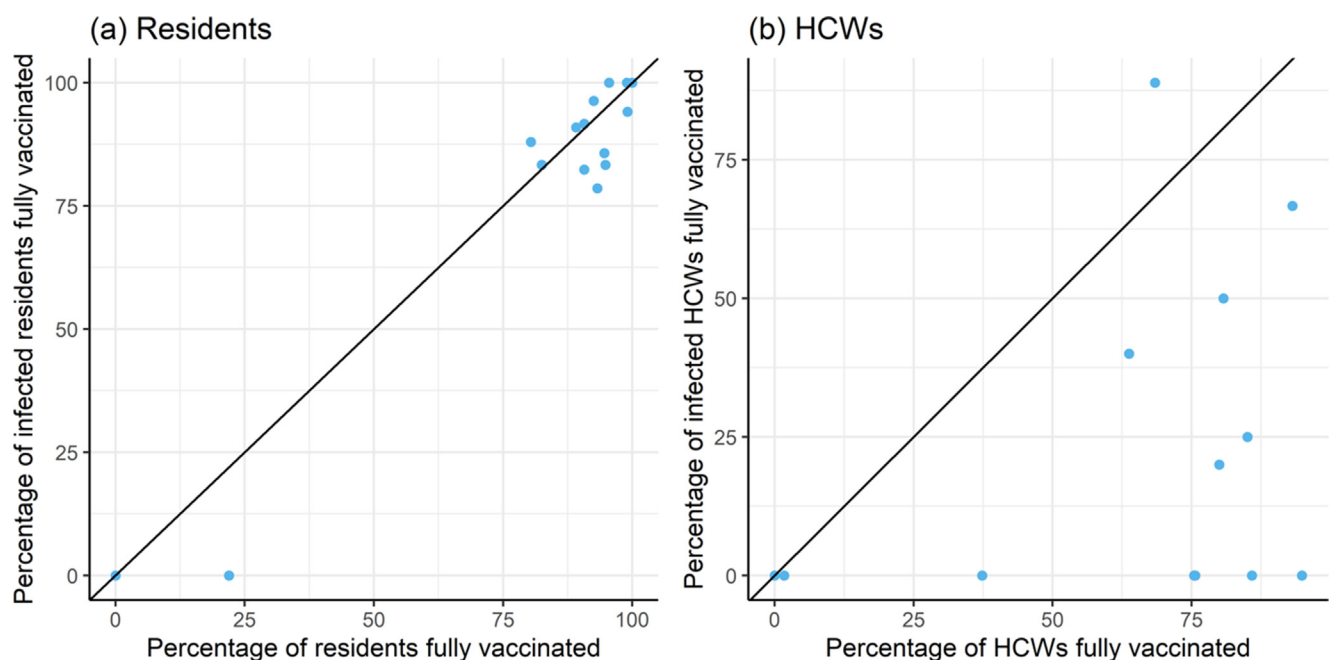 (a) Residents
Percentage of infected residents fully vaccinated
100
75
50
25
0
0 25 50 75 100
Percentage of residents fully vaccinated
(b) HCWs
Percentage of infected HCWs fully vaccinated
75
50
25
0
0 25 50 75
Percentage of HCWs fully vaccinated